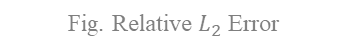 Fig. Relative L₂ Error